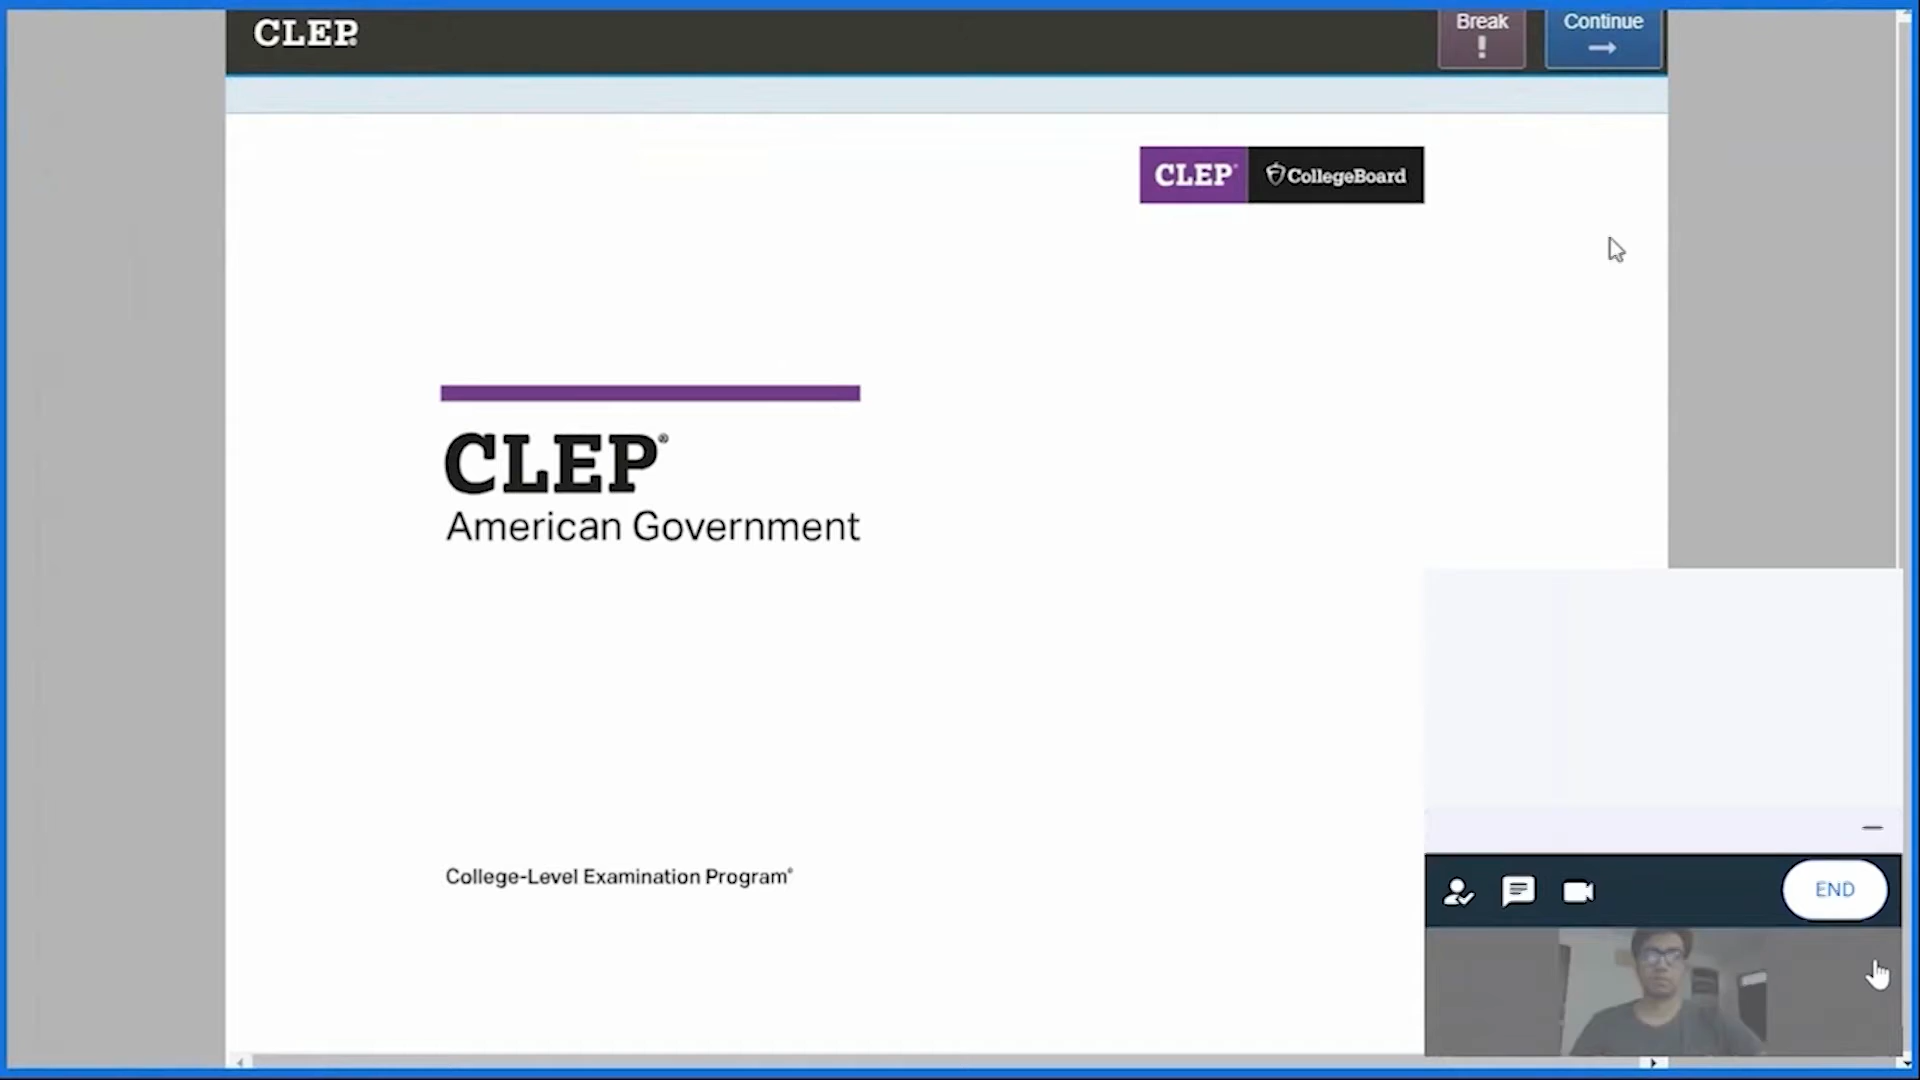 CLEP®
Break
!
Continue
CLEP®
CollegeBoard
CLEP®
American Government
College-Level Examination Program®
END